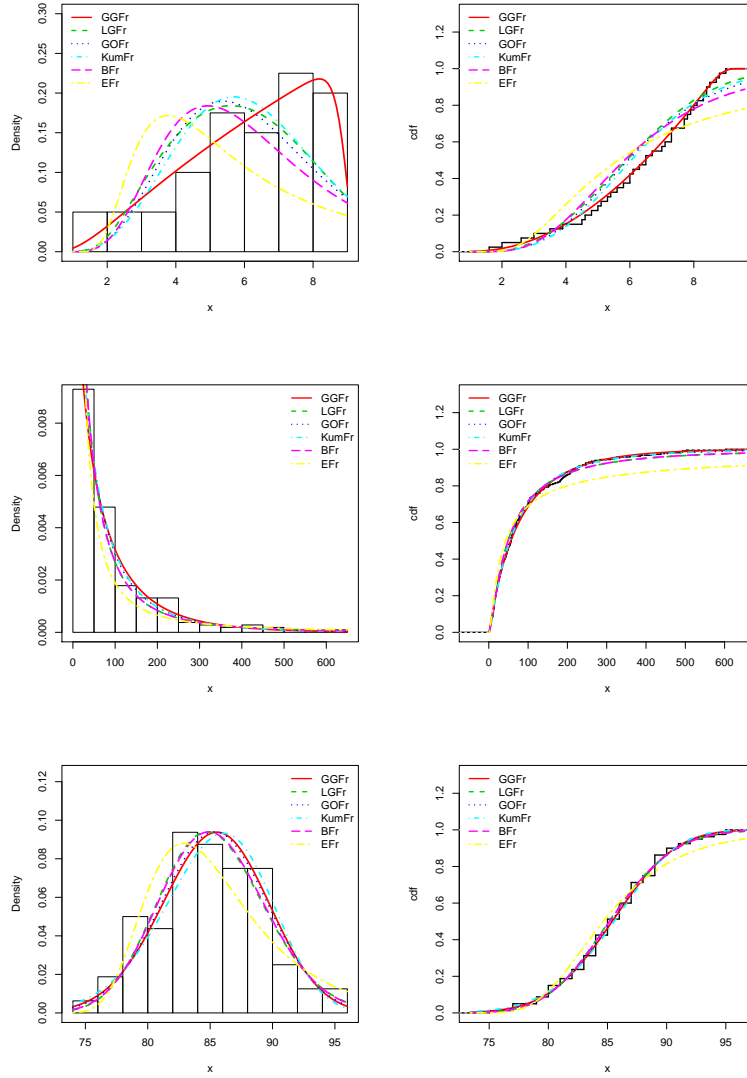 GGFr
LGFr
GOFr
KumFr
BFr
EFr
Density
0.00 0.05 0.10 0.15 0.20 0.25 0.30
2 4 6 8
x
GGFr
LGFr
GOFr
KumFr
BFr
EFr
cdf
0.0 0.2 0.4 0.6 0.8 1.0 1.2
2 4 6 8
x
GGFr
LGFr
GOFr
KumFr
BFr
EFr
Density
0.000 0.002 0.004 0.006 0.008
0 100 200 300 400 500 600
x
GGFr
LGFr
GOFr
KumFr
BFr
EFr
cdf
0.0 0.2 0.4 0.6 0.8 1.0 1.2
0 100 200 300 400 500 600
x
GGFr
LGFr
GOFr
KumFr
BFr
EFr
Density
0.00 0.02 0.04 0.06 0.08 0.10 0.12
75 80 85 90 95
x
GGFr
LGFr
GOFr
KumFr
BFr
EFr
cdf
0.0 0.2 0.4 0.6 0.8 1.0 1.2
75 80 85 90 95
x